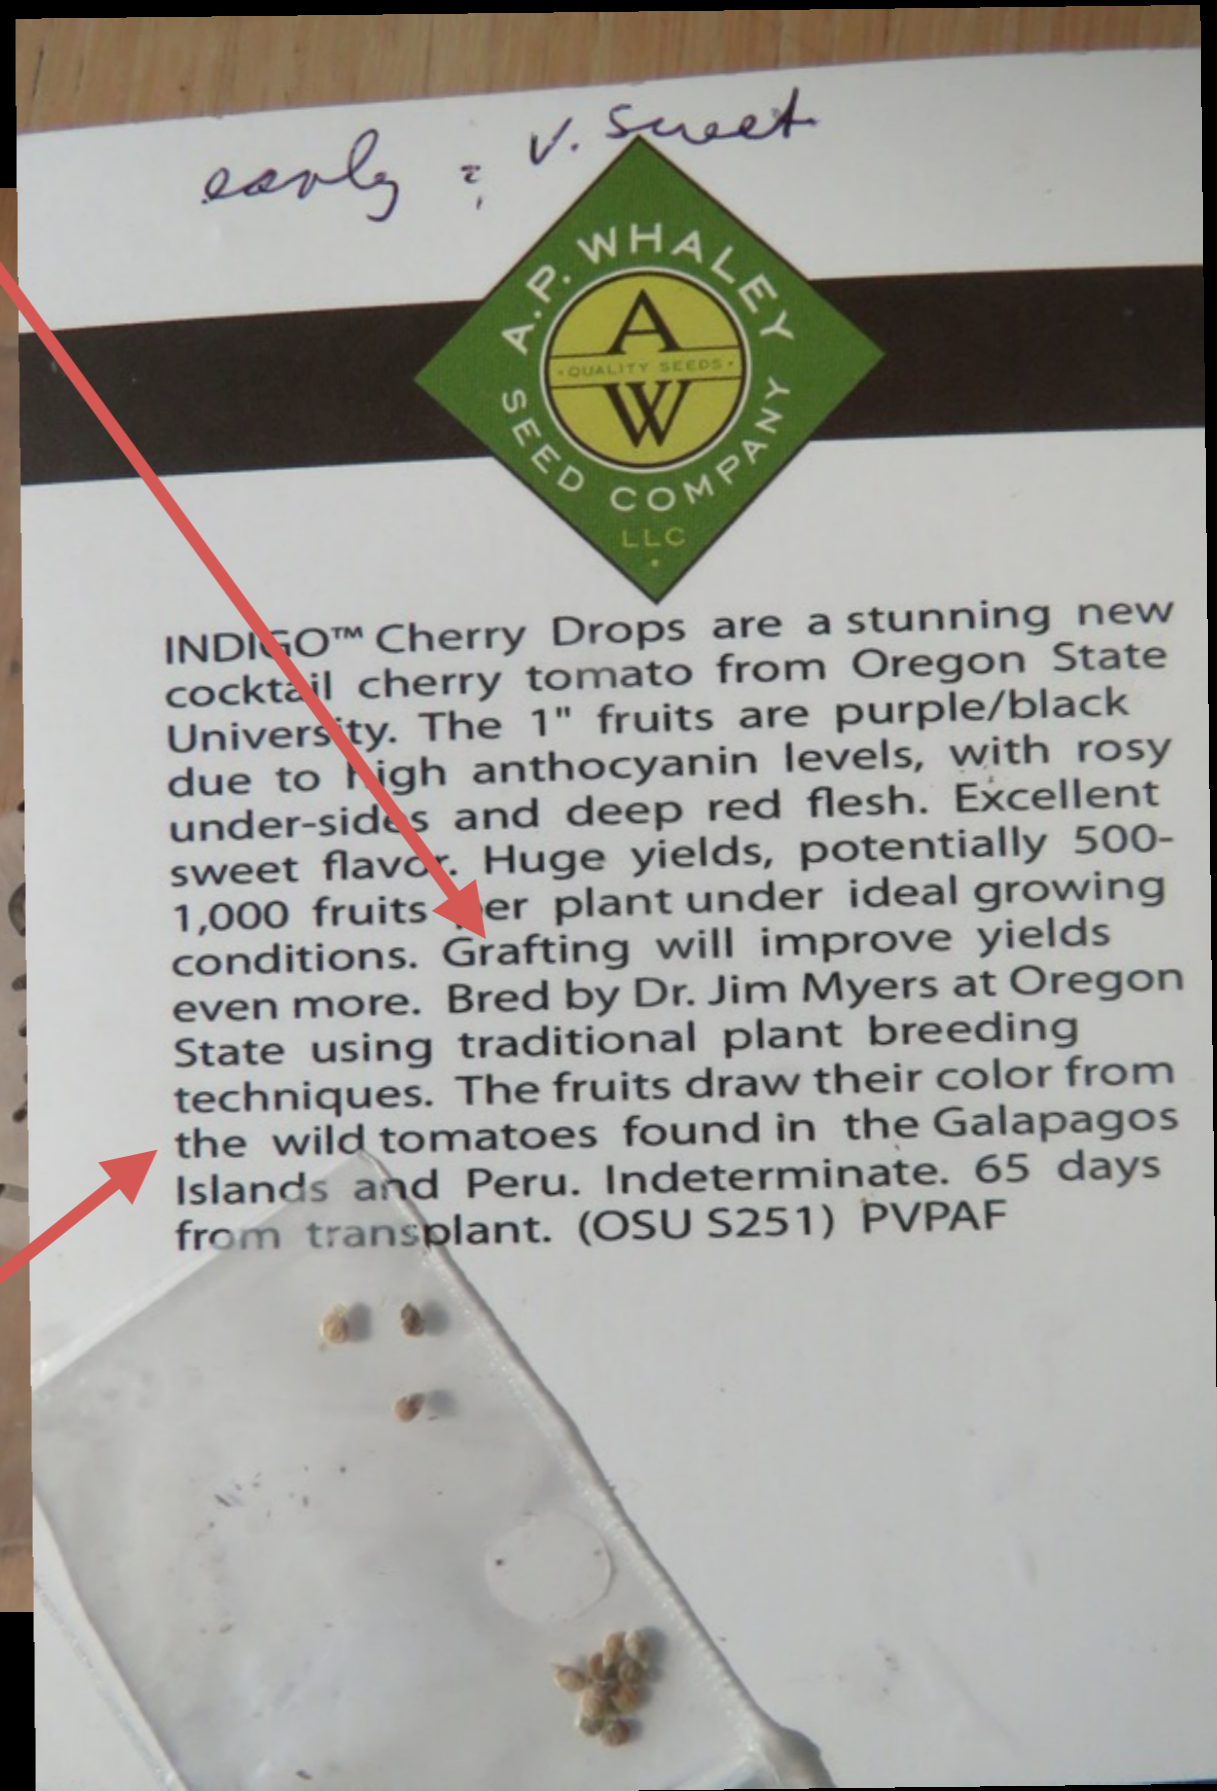 early ; v. sweet
A.P. WHALEY
A
• QUALITY SEEDS •
W
SEED COMPANY
LLC
INDIGO™ Cherry Drops are a stunning new
cocktail cherry tomato from Oregon State
University. The 1" fruits are purple/black
due to high anthocyanin levels, with rosy
under-sides and deep red flesh. Excellent
sweet flavor. Huge yields, potentially 500-
1,000 fruits per plant under ideal growing
conditions. Grafting will improve yields
even more. Bred by Dr. Jim Myers at Oregon
State using traditional plant breeding
techniques. The fruits draw their color from
the wild tomatoes found in the Galapagos
Islands and Peru. Indeterminate. 65 days
from transplant. (OSU S251) PVPAF